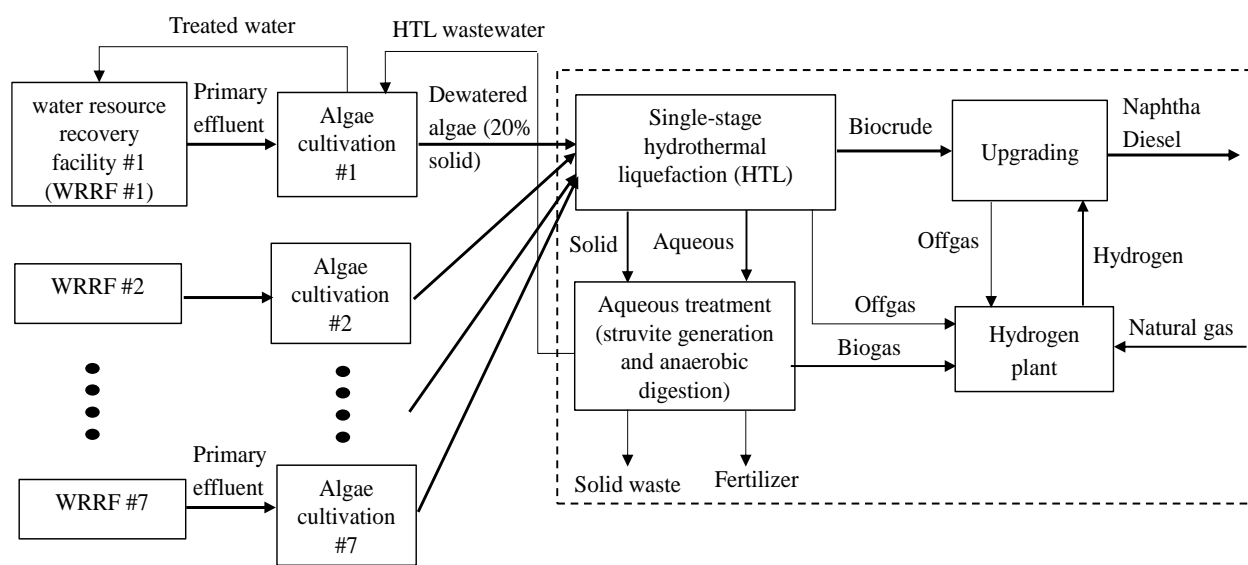 Treated water
HTL wastewater
water resource
recovery
facility #1
(WRRF #1)
Primary
effluent
Algae
cultivation
#1
Dewatered
algae (20%
solid)
Single-stage
hydrothermal
liquefaction (HTL)
Biocrude
Upgrading
Naphtha
Diesel
Solid
Aqueous
Offgas
Hydrogen
WRRF #2
Algae
cultivation
#2
Aqueous treatment
(struvite generation
and anaerobic
digestion)
Offgas
Biogas
Hydrogen
plant
Natural gas
WRRF #7
Primary
effluent
Algae
cultivation
#7
Solid waste
Fertilizer